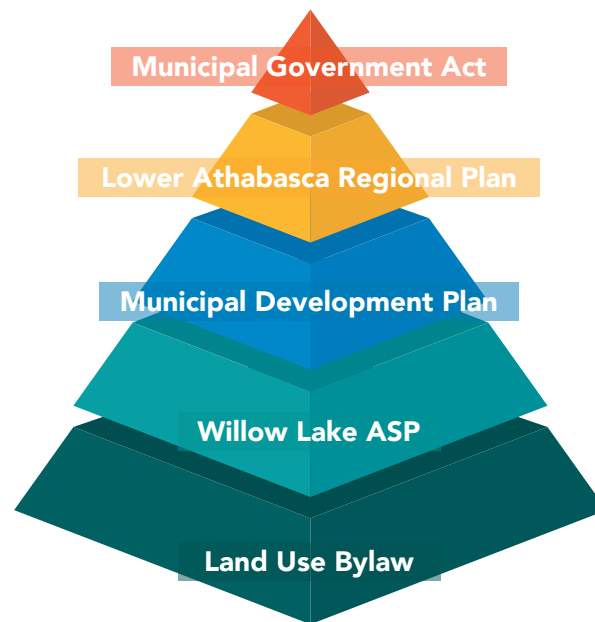 Municipal Government Act
Lower Athabasca Regional Plan
Municipal Development Plan
Willow Lake ASP
Land Use Bylaw